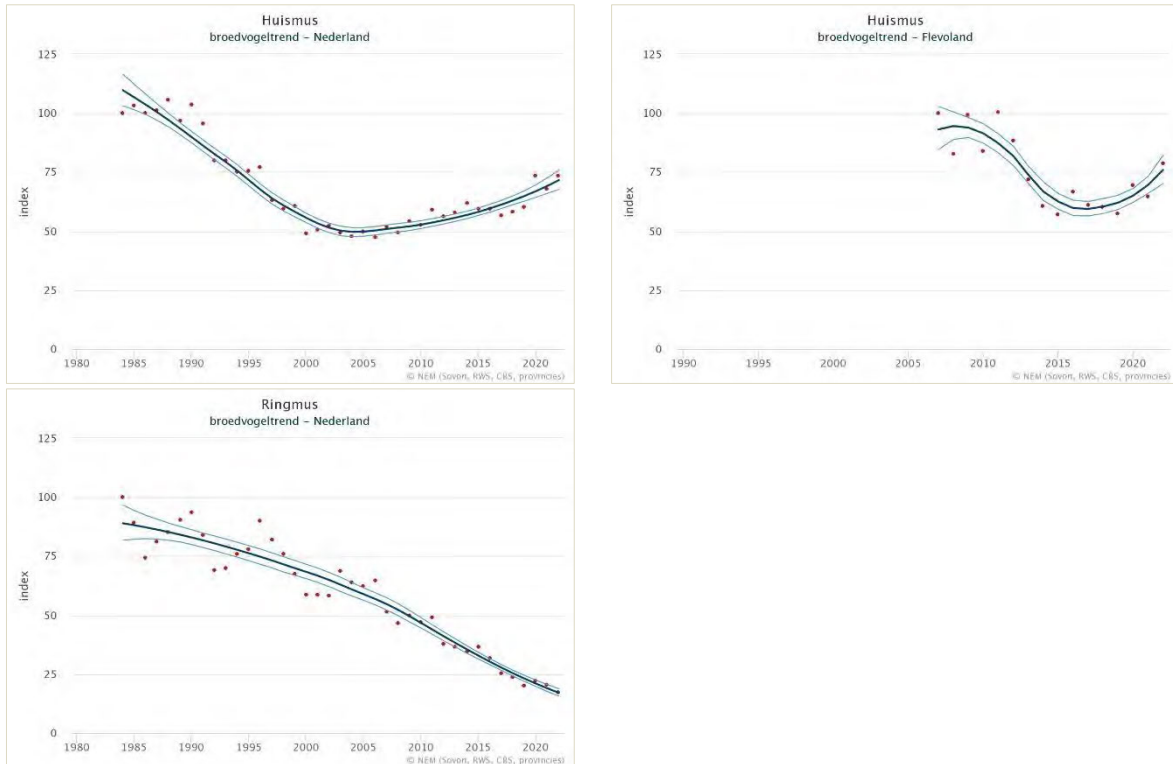 Huismus
broedvogeltrend – Nederland
125
100
75
50
25
0
index
1980 1985 1990 1995 2000 2005 2010 2015 2020
© NEM (Sovon, RWS, CBS, provincies)
Huismus
broedvogeltrend – Flevoland
125
100
75
50
25
0
index
1990 1995 2000 2005 2010 2015 2020
© NEM (Sovon, RWS, CBS, provincies)
Ringmus
broedvogeltrend – Nederland
125
100
75
50
25
0
index
1980 1985 1990 1995 2000 2005 2010 2015 2020
© NEM (Sovon, RWS, CBS, provincies)